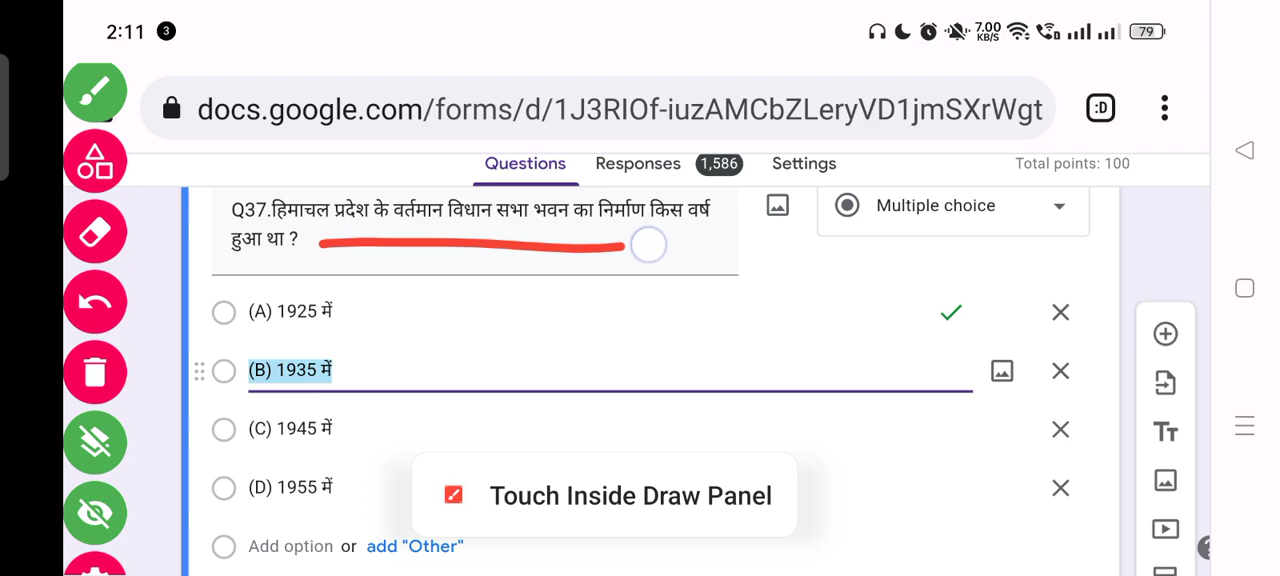 2:11 3 7.00 KB/S 79
docs.google.com/forms/d/1J3RIOf-iuzAMCbZLeryVD1jmSXrWgt :D
Questions Responses 1,586 Settings Total points: 100
Q37.हिमाचल प्रदेश के वर्तमान विधान सभा भवन का निर्माण किस वर्ष
हुआ था ?
Multiple choice
(A) 1925 में
(B) 1935 में
(C) 1945 में
(D) 1955 में
Touch Inside Draw Panel
Add option or add "Other"
Tт